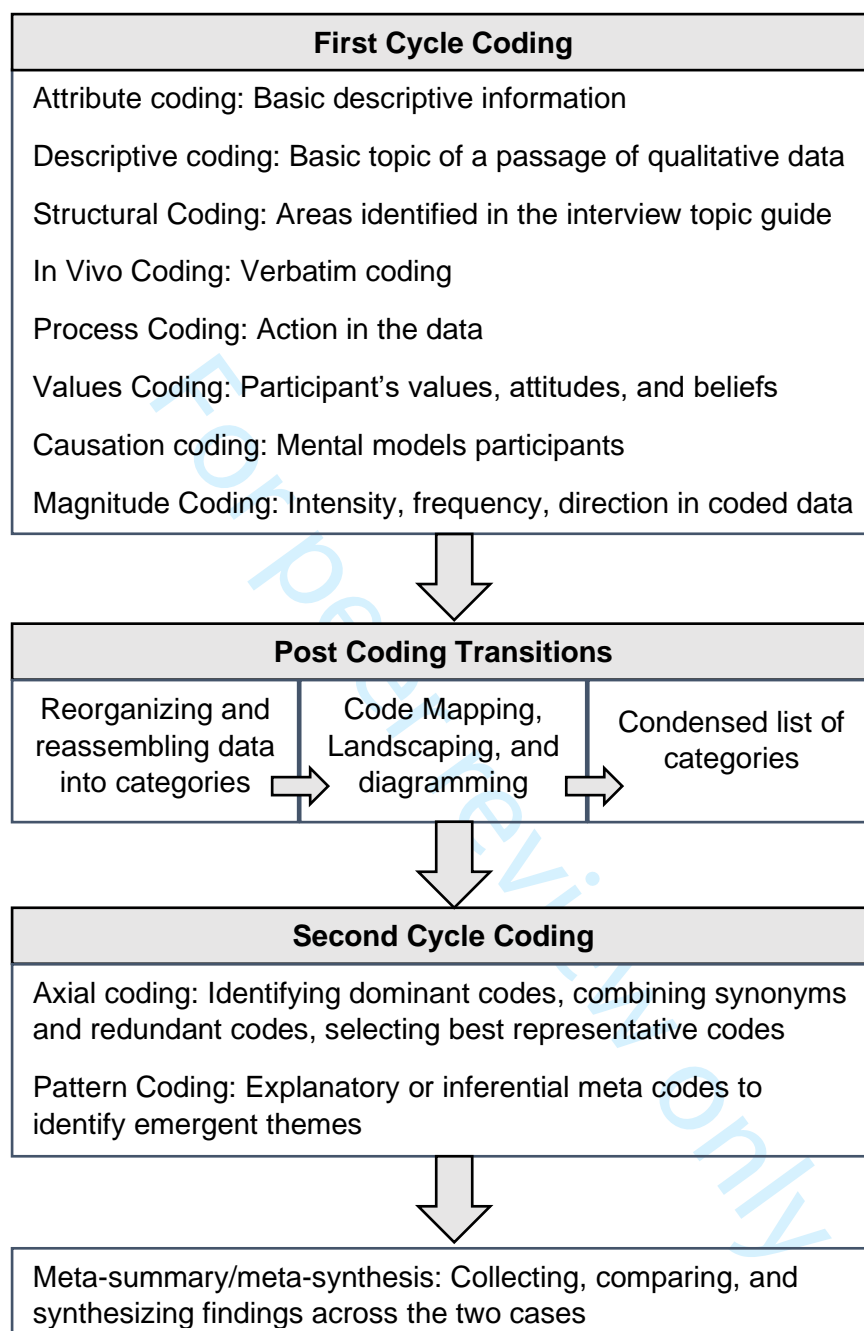 First Cycle Coding
Attribute coding: Basic descriptive information
Descriptive coding: Basic topic of a passage of qualitative data
Structural Coding: Areas identified in the interview topic guide
In Vivo Coding: Verbatim coding
Process Coding: Action in the data
Values Coding: Participant’s values, attitudes, and beliefs
Causation coding: Mental models participants
Magnitude Coding: Intensity, frequency, direction in coded data
Post Coding Transitions
Reorganizing and
reassembling data
into categories
Code Mapping,
Landscaping, and
diagramming
Condensed list of
categories
Second Cycle Coding
Axial coding: Identifying dominant codes, combining synonyms
and redundant codes, selecting best representative codes
Pattern Coding: Explanatory or inferential meta codes to
identify emergent themes
Meta-summary/meta-synthesis: Collecting, comparing, and
synthesizing findings across the two cases
For peer review only